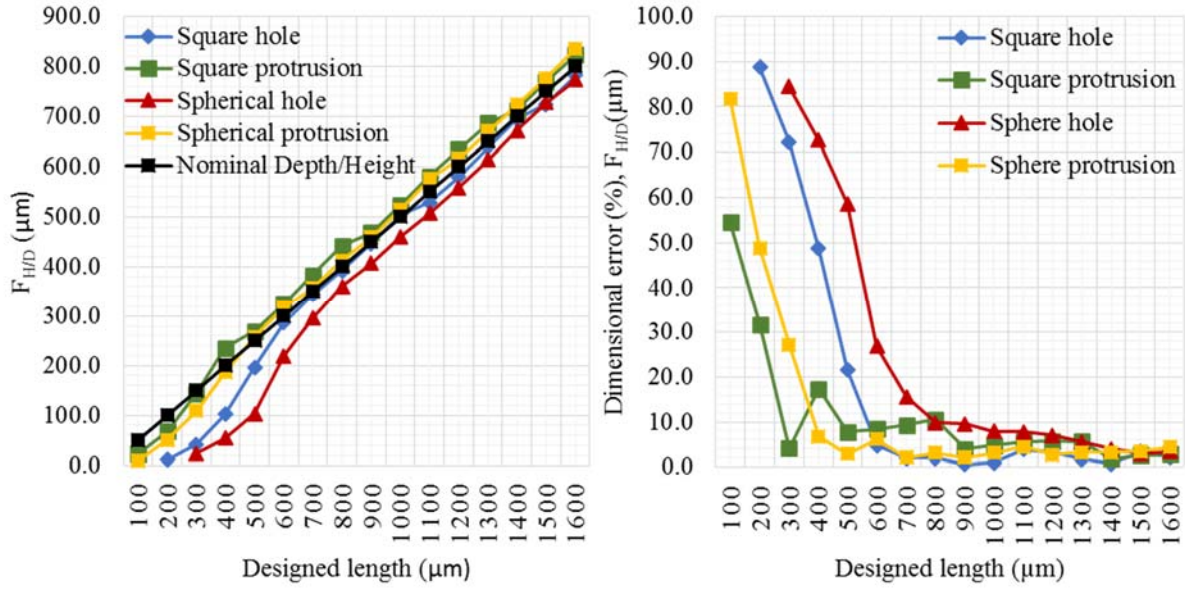 900.0
800.0
700.0
600.0
500.0
400.0
300.0
200.0
100.0
0.0
F_H/D (µm)
Square hole
Square protrusion
Spherical hole
Spherical protrusion
Nominal Depth/Height
100 200 300 400 500 600 700 800 900 1000 1100 1200 1300 1400 1500 1600
Designed length (µm)
100.0
90.0
80.0
70.0
60.0
50.0
40.0
30.0
20.0
10.0
0.0
Dimensional error (%), F_H/D(µm)
Square hole
Square protrusion
Sphere hole
Sphere protrusion
100 200 300 400 500 600 700 800 900 1000 1100 1200 1300 1400 1500 1600
Designed length (µm)